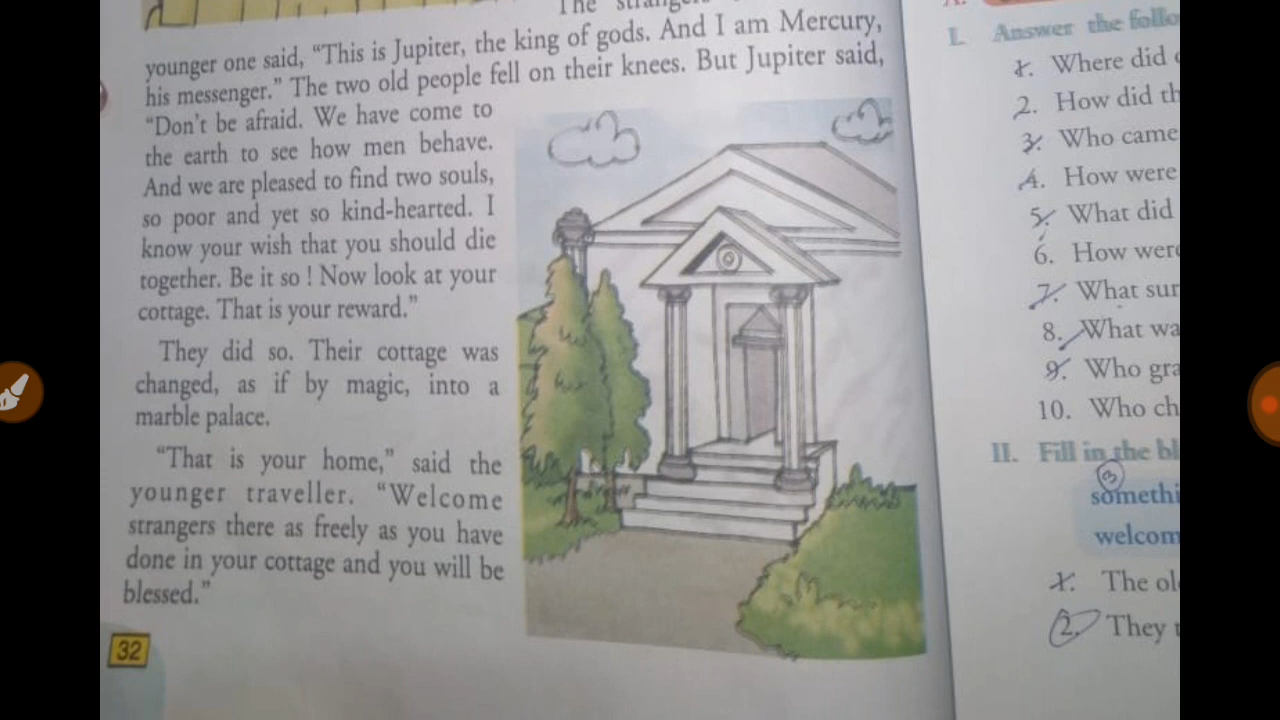 The
younger one said, "This is Jupiter, the king of gods. And I am Mercury,
his messenger." The two old people fell on their knees. But Jupiter said,
"Don't be afraid. We have come to
the earth to see how men behave.
And we are pleased to find two souls,
so poor and yet so kind-hearted. I
know your wish that you should die
together. Be it so ! Now look at your
cottage. That is your reward."
They did so. Their cottage was
changed, as if by magic, into a
marble palace.
"That is your home," said the
younger traveller. "Welcome
strangers there as freely as you have
done in your cottage and you will be
blessed."
32
I. Answer the follo
1. Where did
2. How did th
3. Who came
4. How were
5. What did
6. How were
7. What sur
8. What wa
9. Who gra
10. Who ch
II. Fill in the bl
3
somethi
welcom
1. The ol
2. They